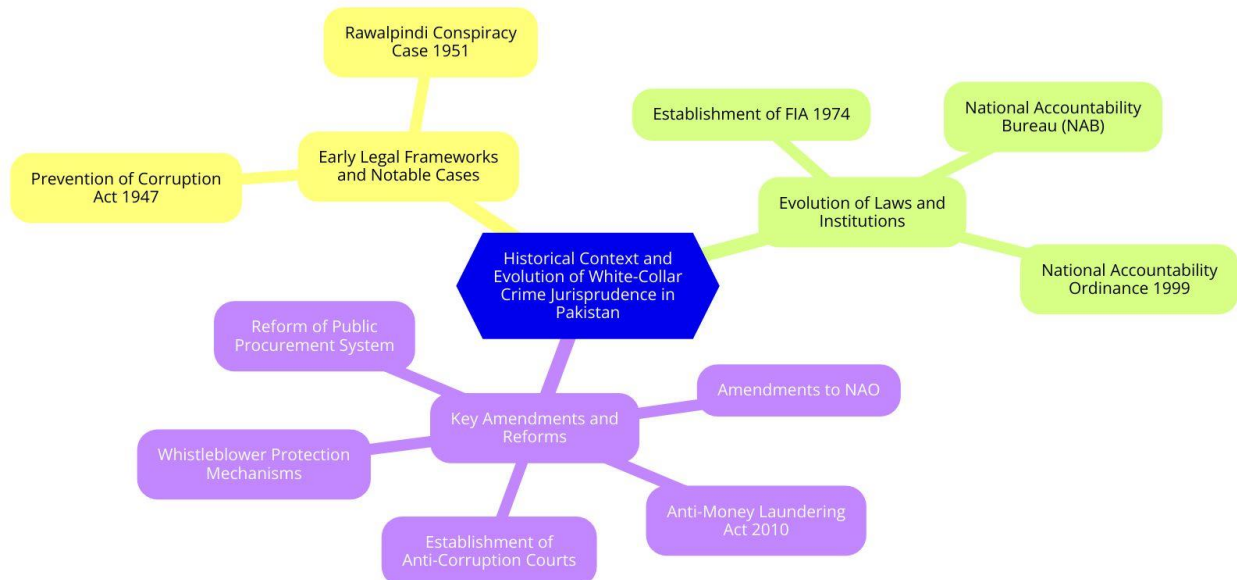 Rawalpindi Conspiracy
Case 1951
Early Legal Frameworks
and Notable Cases
Prevention of Corruption
Act 1947
Establishment of FIA 1974
National Accountability
Bureau (NAB)
Evolution of Laws and
Institutions
National Accountability
Ordinance 1999
Historical Context and
Evolution of White-Collar
Crime Jurisprudence in
Pakistan
Reform of Public
Procurement System
Amendments to NAO
Key Amendments and
Reforms
Whistleblower Protection
Mechanisms
Anti-Money Laundering
Act 2010
Establishment of
Anti-Corruption Courts